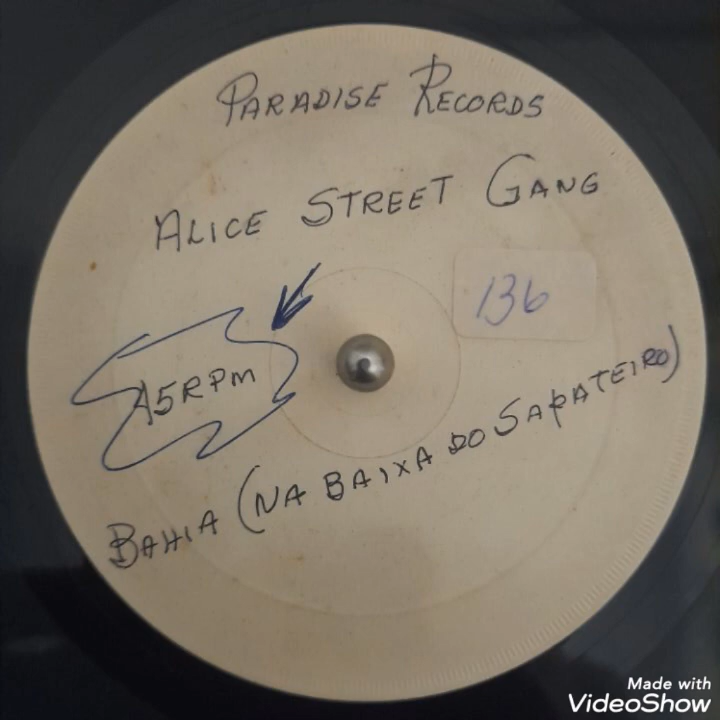 PARADISE RECORDS
ALICE STREET GANG
136
45RPM
BAHIA (NA BAIXA DO SAPATEIRO)
Made with
VideoShow